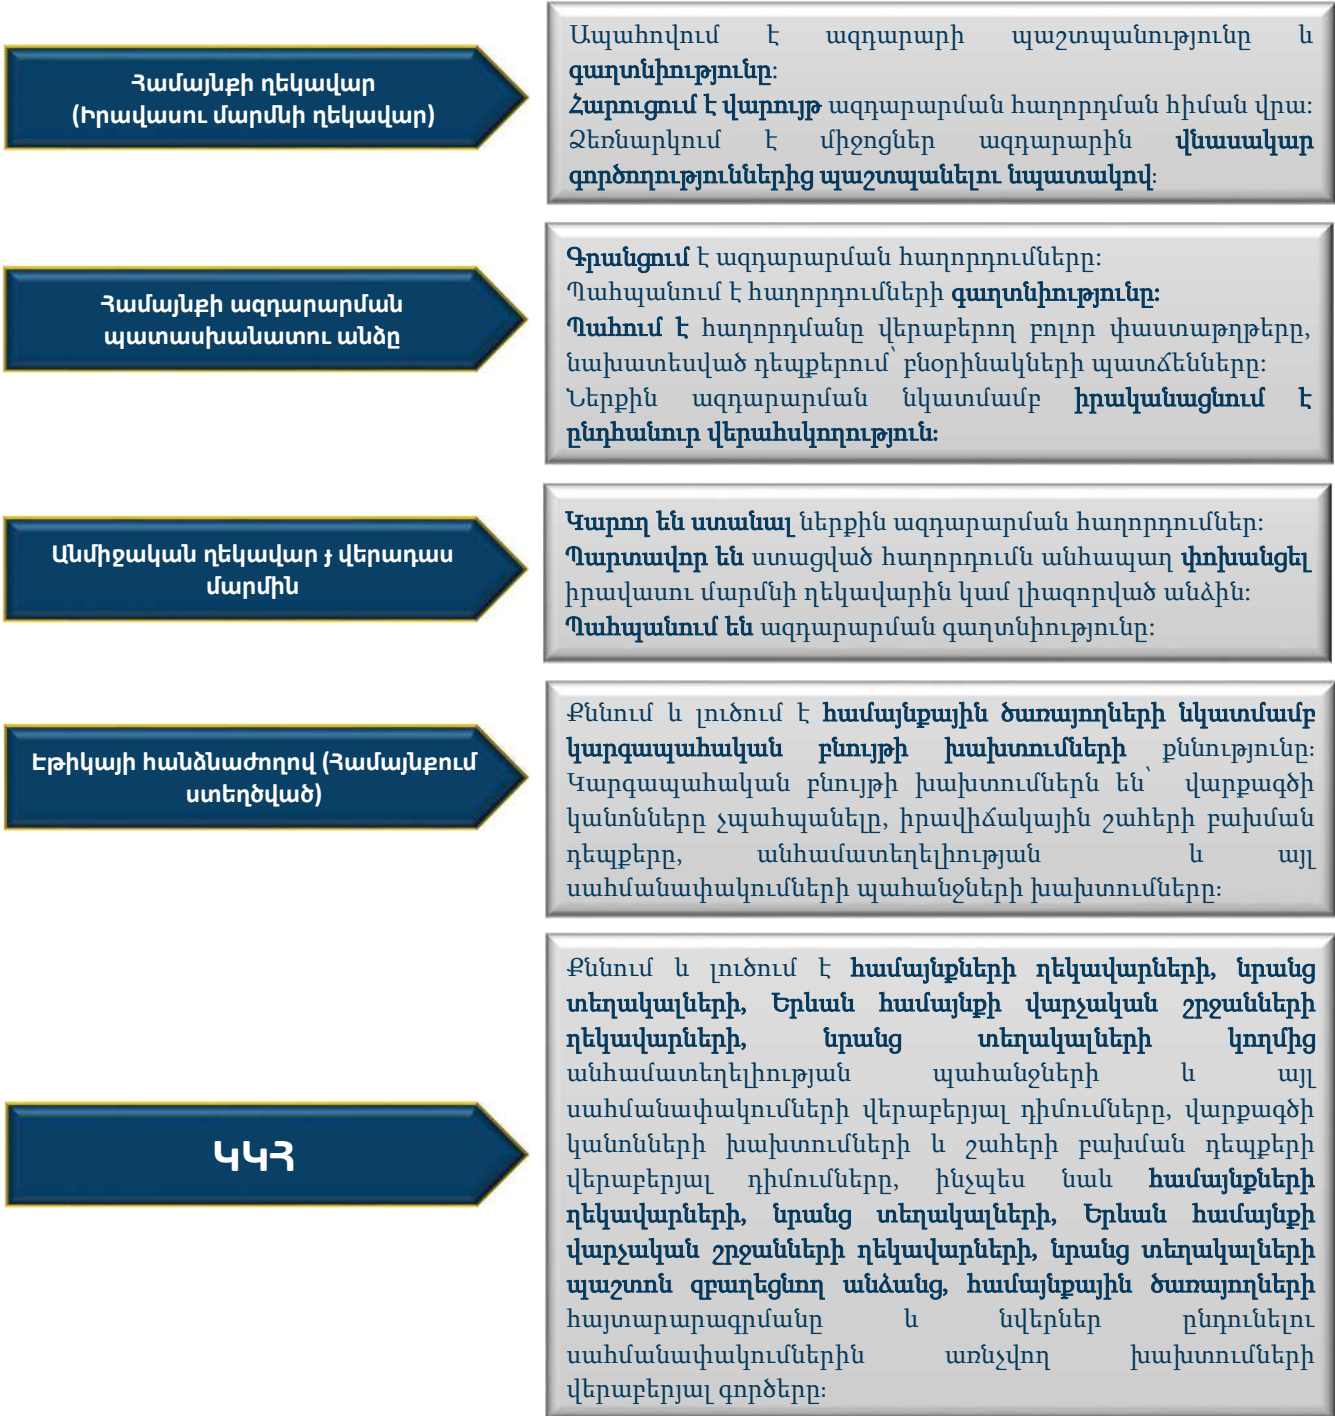 Համայնքի ղեկավար
(Իրավասու մարմնի ղեկավար)
Ապահովում է ազդարարի պաշտպանությունը և
գաղտնիությունը:
Հարուցում է վարույթ ազդարարման հաղորդման հիման վրա:
Ձեռնարկում է միջոցներ ազդարարին վնասակար
գործողություններից պաշտպանելու նպատակով:
Համայնքի ազդարարման
պատասխանատու անձը
Գրանցում է ազդարարման հաղորդումները:
Պահպանում է հաղորդումների գաղտնիությունը:
Պահում է հաղորդմանը վերաբերող բոլոր փաստաթղթերը,
նախատեսված դեպքերում՝ բնօրինակների պատճենները:
Ներքին ազդարարման նկատմամբ իրականացնում է
ընդհանուր վերահսկողություն:
Անմիջական ղեկավար յ վերադաս
մարմին
Կարող են ստանալ ներքին ազդարարման հաղորդումներ:
Պարտավոր են ստացված հաղորդումն անհապաղ փոխանցել
իրավասու մարմնի ղեկավարին կամ լիազորված անձին:
Պահպանում են ազդարարման գաղտնիությունը:
Էթիկայի հանձնաժողով (Համայնքում
ստեղծված)
Քննում և լուծում է համայնքային ծառայողների նկատմամբ
կարգապահական բնույթի խախտումների քննությունը:
Կարգապահական բնույթի խախտումներն են՝ վարքագծի
կանոնները չպահպանելը, իրավիճակային շահերի բախման
դեպքերը, անհամատեղելիության և այլ
սահմանափակումների պահանջների խախտումները:
ԿԿՀ
Քննում և լուծում է համայնքների ղեկավարների, նրանց
տեղակալների, Երևան համայնքի վարչական շրջանների
ղեկավարների, նրանց տեղակալների կողմից
անհամատեղելիության պահանջների և այլ
սահմանափակումների վերաբերյալ դիմումները, վարքագծի
կանոնների խախտումների և շահերի բախման դեպքերի
վերաբերյալ դիմումները, ինչպես նաև համայնքների
ղեկավարների, նրանց տեղակալների, Երևան համայնքի
վարչական շրջանների ղեկավարների, նրանց տեղակալների
պաշտոն զբաղեցնող անձանց, համայնքային ծառայողների
հայտարարագրմանը և նվերներ ընդունելու
սահմանափակումներին առնչվող խախտումների
վերաբերյալ գործերը: